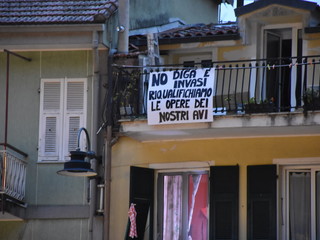 NO DIGA E
INVASI
RIQUALIFICHIAMO
LE OPERE DEI
NOSTRI AVI